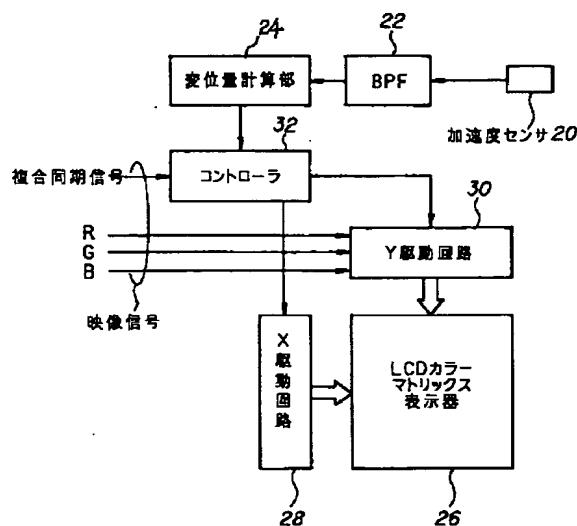 24
22
変位量計算部
BPF
加速度センサ 20
32
複合同期信号
コントローラ
30
R
G
B
Y駆動回路
映像信号
X駆動回路
LCDカラー
マトリックス
表示器
28
26